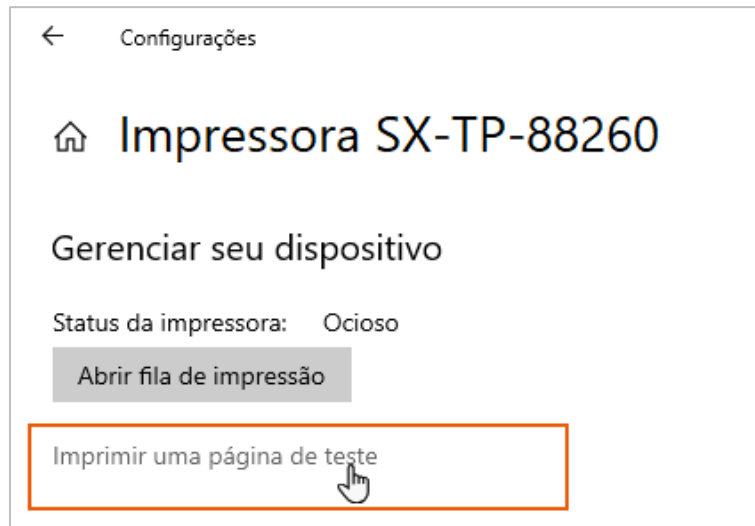 Configurações
Impressora SX-TP-88260
Gerenciar seu dispositivo
Status da impressora: Ocioso
Abrir fila de impressão
Imprimir uma página de teste